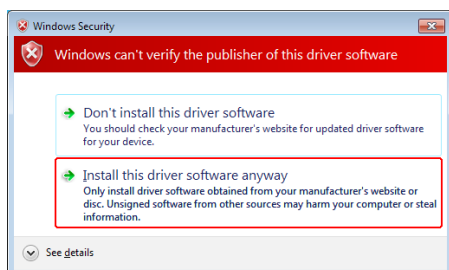 Windows Security
Windows can't verify the publisher of this driver software
Don't install this driver software
You should check your manufacturer's website for updated driver software
for your device.
Install this driver software anyway
Only install driver software obtained from your manufacturer's website or
disc. Unsigned software from other sources may harm your computer or steal
information.
See details